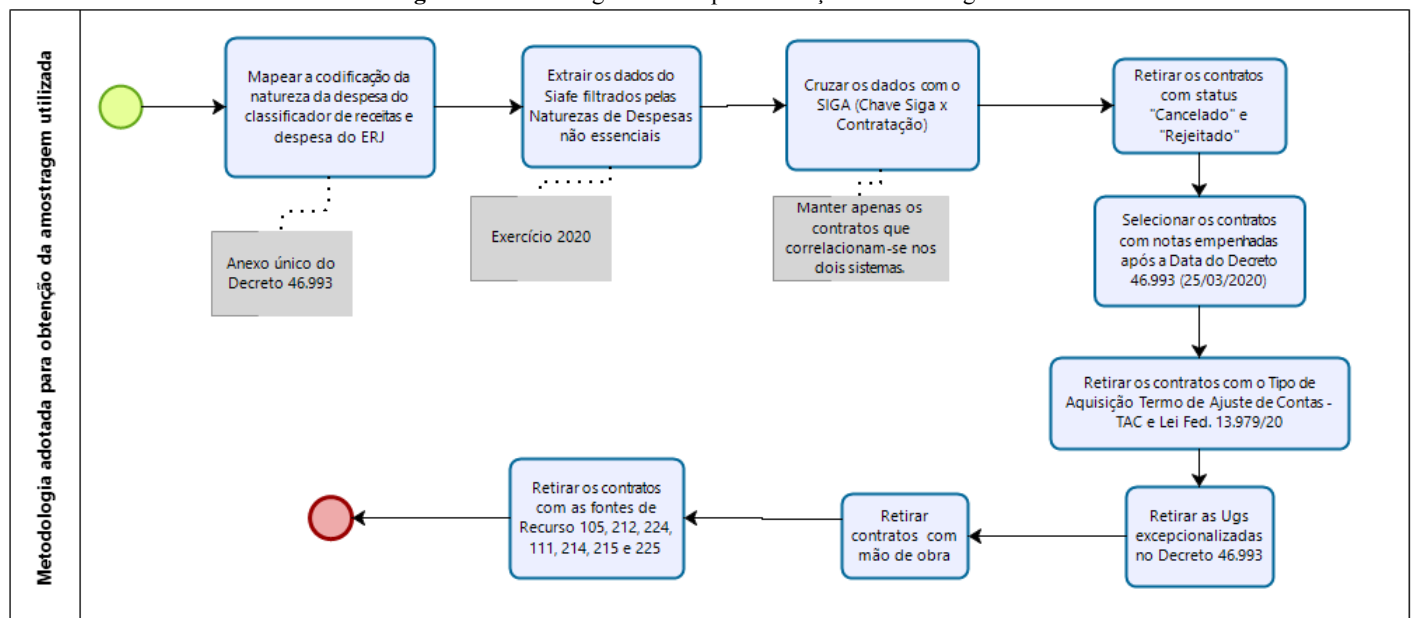 Metodologia adotada para obtenção da amostragem utilizada
Mapear a codificação da
natureza da despesa do
classificador de receitas e
despesa do ERJ
Anexo único do
Decreto 46.993
Extrair os dados do
Siafe filtrados pelas
Naturezas de Despesas
não essenciais
Exercício 2020
Cruzar os dados com o
SIGA (Chave Siga x
Contratação)
Manter apenas os
contratos que
correlacionam-se nos
dois sistemas.
Retirar os contratos
com status
"Cancelado" e
"Rejeitado"
Selecionar os contratos
com notas empenhadas
após a Data do Decreto
46.993 (25/03/2020)
Retirar os contratos com o Tipo de
Aquisição Termo de Ajuste de Contas -
TAC e Lei Fed. 13.979/20
Retirar as Ugs
excepcionalizadas
no Decreto 46.993
Retirar
contratos com
mão de obra
Retirar os contratos
com as fontes de
Recurso 105, 212, 224,
111, 214, 215 e 225